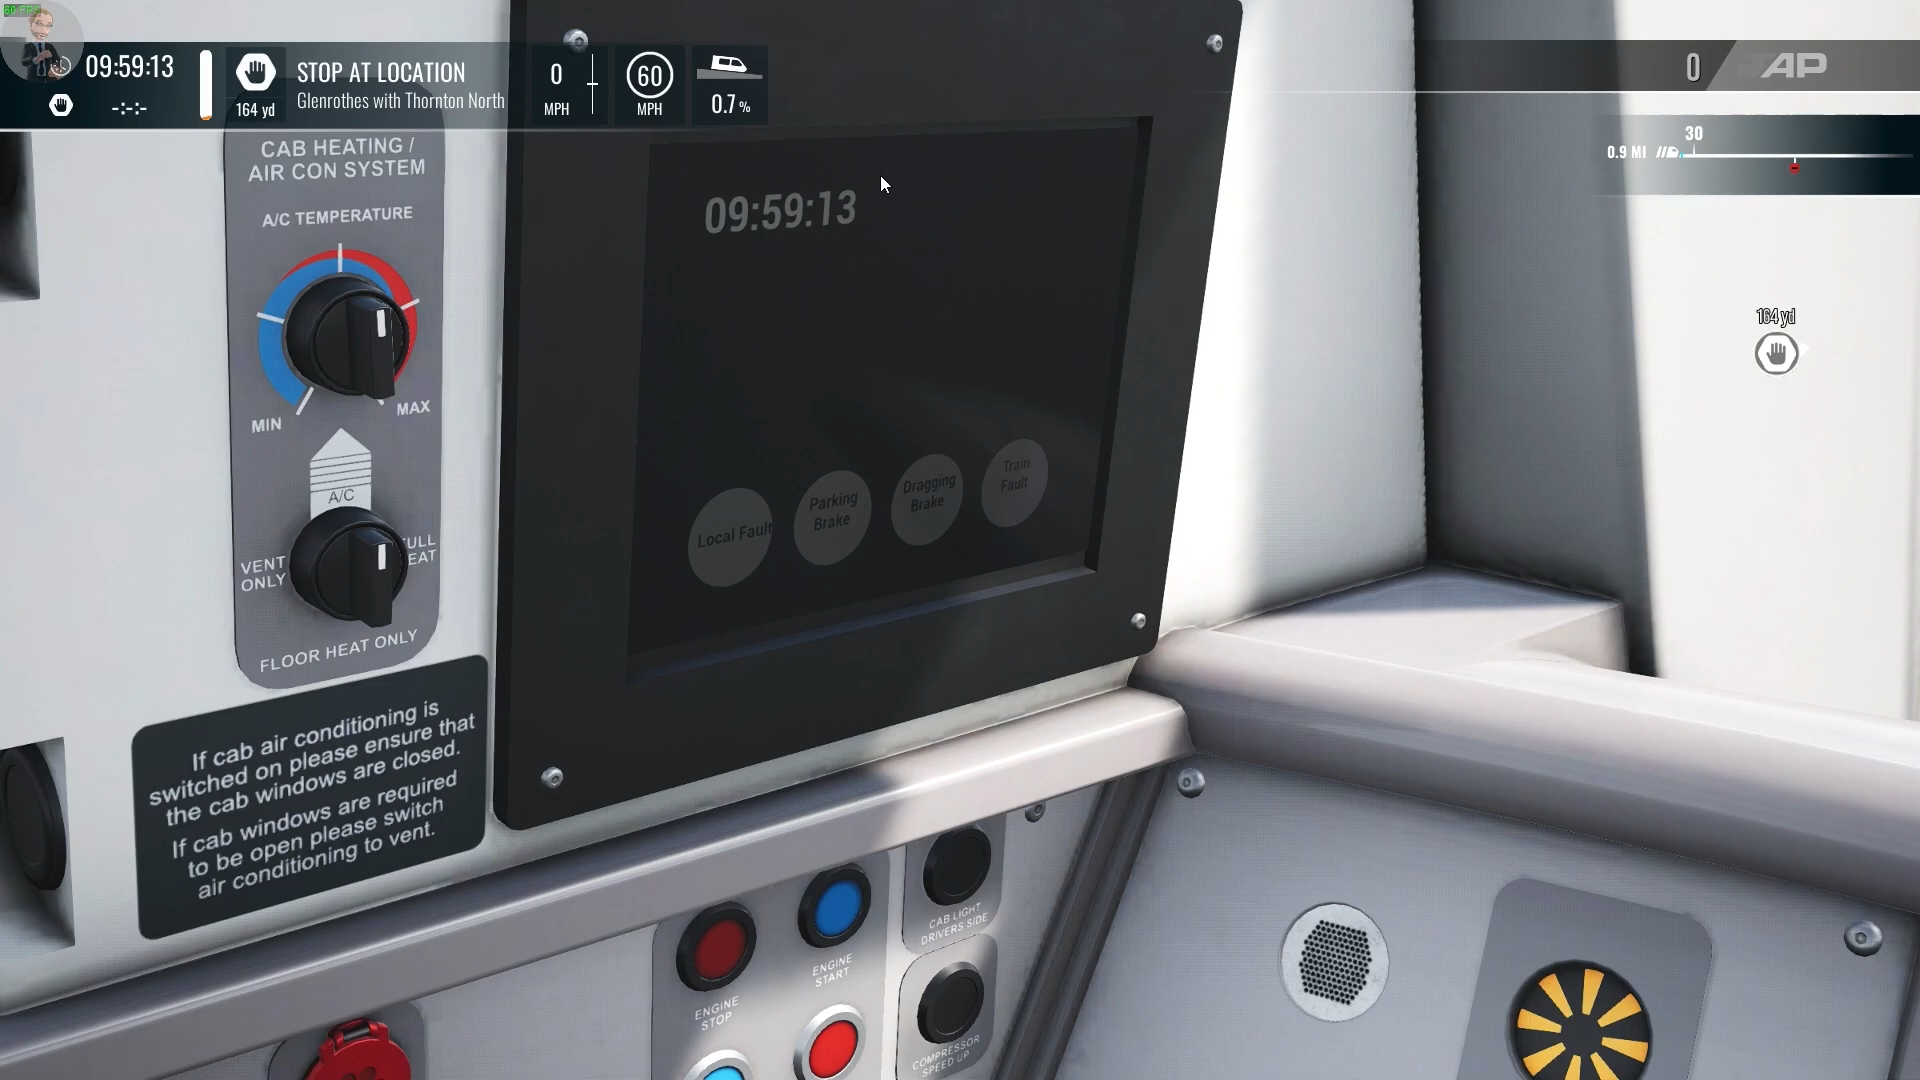 60 FPS
09:59:13
-:-:-
164 yd
STOP AT LOCATION
Glenrothes with Thornton North
0
MPH
60
MPH
0.7 %
0
AP
30
0.9 MI
164 yd
CAB HEATING /
AIR CON SYSTEM
A/C TEMPERATURE
MIN
MAX
A/C
VENT
ONLY
FLOOR HEAT ONLY
09:59:13
Local Fault
Parking
Brake
Dragging
Brake
Train
Fault
If cab air conditioning is
switched on please ensure that
the cab windows are closed.
If cab windows are required
to be open please switch
air conditioning to vent.
ENGINE
STOP
ENGINE
START
CAB LIGHT
DRIVERS SIDE
COMPRESSOR
SPEED UP